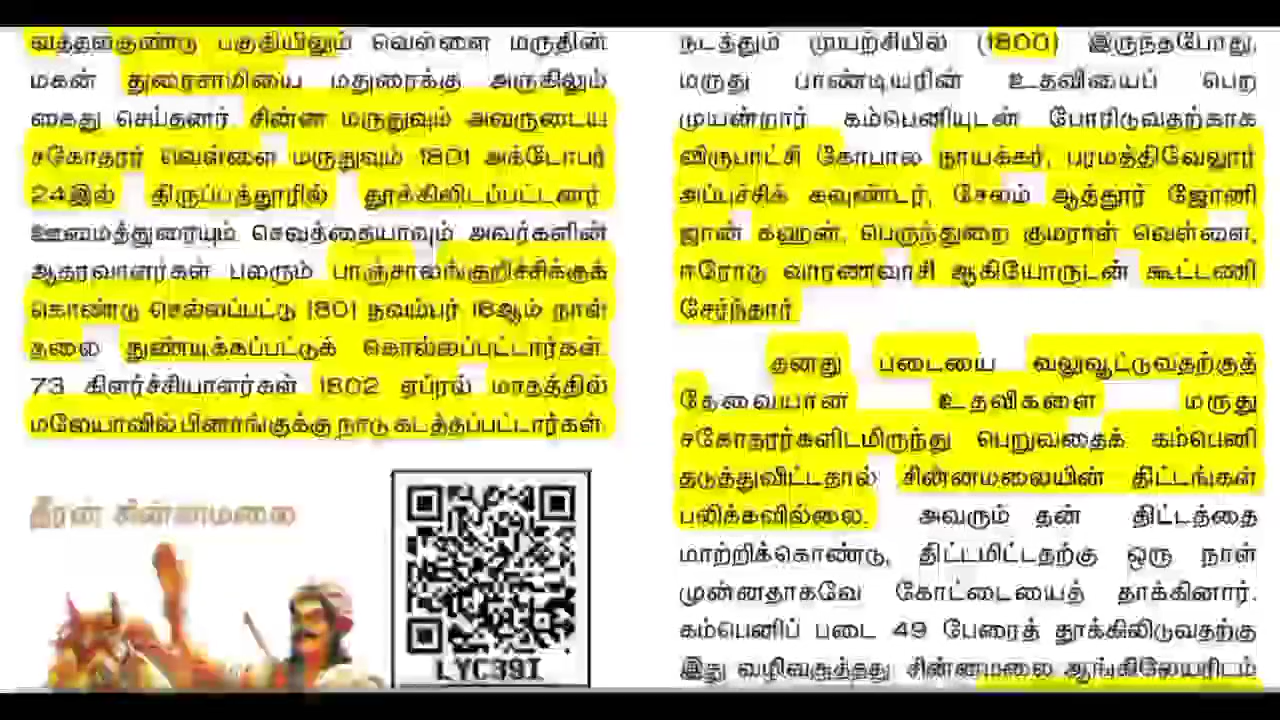 வத்தலகுண்டு பகுதியிலும் வெள்ளை மருதின்
மகன் துரைசாமியை மதுரைக்கு அருகிலும்
கைது செய்தனர். சின்ன மருதுவும் அவருடைய
சகோதரர் வெள்ளை மருதுவும் 1801 அக்டோபர்
24இல் திருப்பத்தூரில் தூக்கிலிடப்பட்டனர்.
ஊமைத்துரையும் செவத்தையாவும் அவர்களின்
ஆதரவாளர்கள் பலரும் பாஞ்சாலங்குறிச்சிக்குக்
கொண்டு செல்லப்பட்டு 1801 நவம்பர் 16ஆம் நாள்
தலை துண்டிக்கப்பட்டுக் கொல்லப்பட்டார்கள்.
73 கிளர்ச்சியாளர்கள் 1802 ஏப்ரல் மாதத்தில்
மலேயாவில் பினாங்குக்கு நாடு கடத்தப்பட்டார்கள்.
தீரன் சின்னமலை
LYC39I
நடத்தும் முயற்சியில் (1800) இருந்தபோது,
மருது பாண்டியரின் உதவியைப் பெற
முயன்றார் கம்பெனியுடன் போரிடுவதற்காக
விருபாட்சி கோபால நாயக்கர், பரமத்திவேலூர்
அப்புச்சிக் கவுண்டர், சேலம் ஆத்தூர் ஜோனி
ஜான் கஹன், பெருந்துறை குமராள் வெள்ளை,
ஈரோடு வாரணவாசி ஆகியோருடன் கூட்டணி
சேர்ந்தார்.
தனது படையை வலுவூட்டுவதற்குத்
தேவையான உதவிகளை மருது
சகோதரர்களிடமிருந்து பெறுவதைக் கம்பெனி
தடுத்துவிட்டதால் சின்னமலையின் திட்டங்கள்
பலிக்கவில்லை. அவரும் தன் திட்டத்தை
மாற்றிக்கொண்டு, திட்டமிட்டதற்கு ஒரு நாள்
முன்னதாகவே கோட்டையைத் தாக்கினார்.
கம்பெனிப் படை 49 பேரைத் தூக்கிலிடுவதற்கு
இது வழிவகுத்தது சின்னமலை ஆங்கிலேயரிடம்